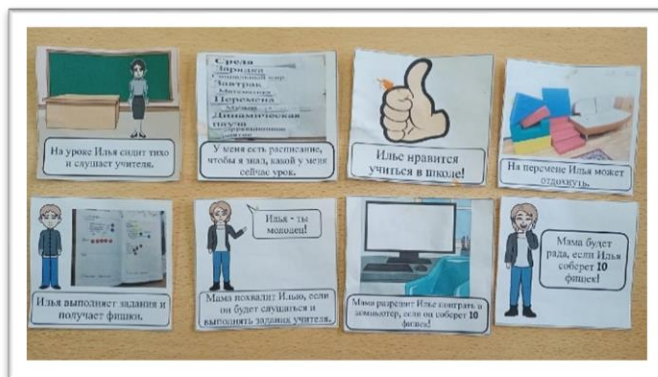 На уроке Илья сидит тихо
и слушает учителя.
Среда
Зарядка
Завтрак
Математика
Перемена
Музыка
Динамическая
пауза
У меня есть расписание,
чтобы я знал, какой у меня
сейчас урок.
Илье нравится
учиться в школе!
На перемене Илья может
отдохнуть.
Илья выполняет задания и
получает фишки.
Илья - ты
молодец!
Мама похвалит Илью, если
он будет слушаться и
выполнять задания учителя.
Мама разрешит Илье поиграть в
компьютер, если он соберет 10
фишек!
Мама будет
рада, если Илья
соберет 10
фишек!